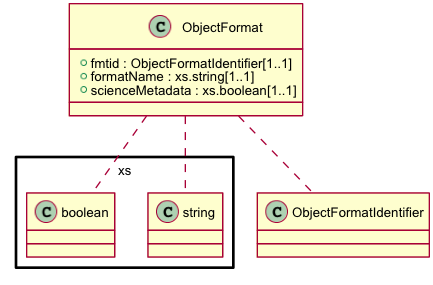 C ObjectFormat
fmtid : ObjectFormatIdentifier[1..1]
formatName : xs.string[1..1]
scienceMetadata : xs.boolean[1..1]
xs
C boolean
C string
C ObjectFormatIdentifier